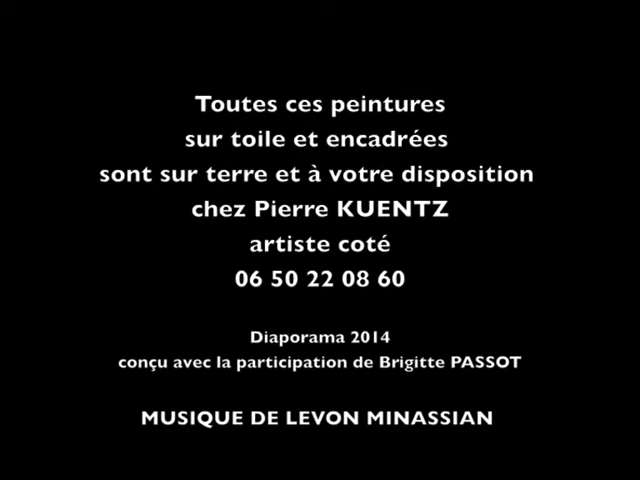 Toutes ces peintures
sur toile et encadrées
sont sur terre et à votre disposition
chez Pierre KUENTZ
artiste coté
06 50 22 08 60
Diaporama 2014
conçu avec la participation de Brigitte PASSOT
MUSIQUE DE LEVON MINASSIAN